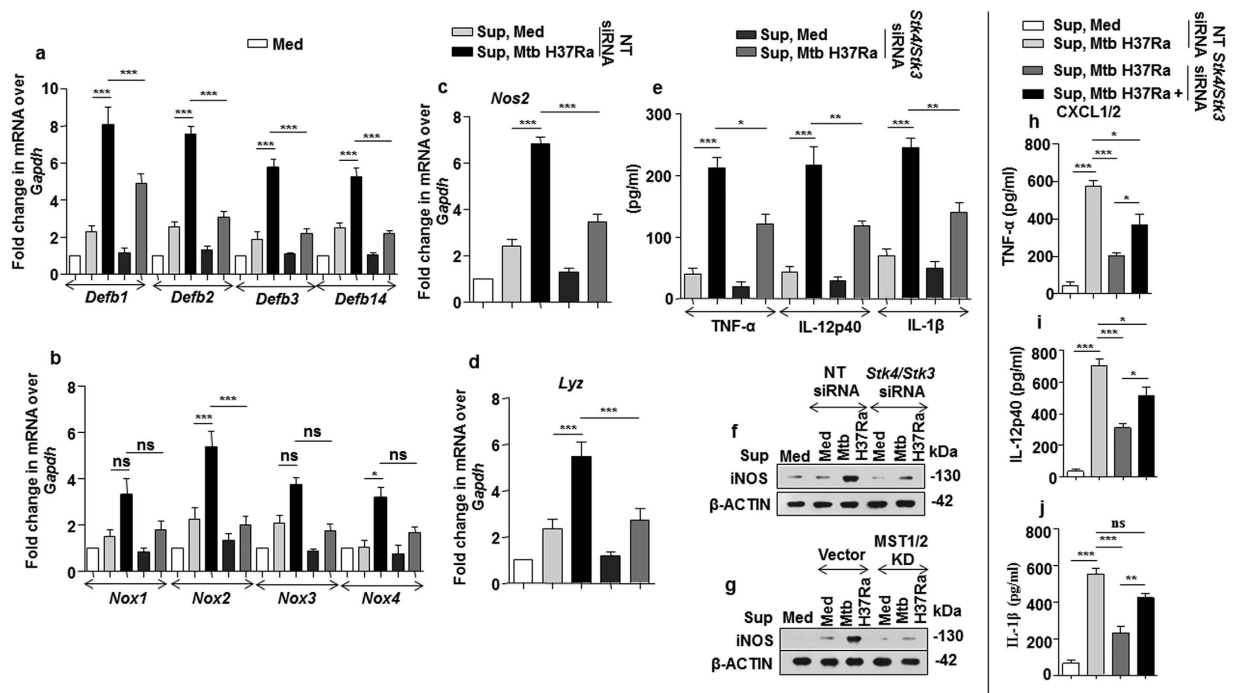 Med
Sup, Med
Sup, Mtb H37Ra
NT
siRNA
Sup, Med
Sup, Mtb H37Ra
Stk4/Stk3
siRNA
Sup, Med
Sup, Mtb H37Ra
Sup, Mtb H37Ra
Sup, Mtb H37Ra +
CXCL1/2
NT
siRNA
Stk4/Stk3
siRNA
a
Fold change in mRNA over
Gapdh
10
8
6
4
2
0
*** ***
*** ***
*** ***
*** ***
Defb1 Defb2 Defb3 Defb14
b
Fold change in mRNA over
Gapdh
8
6
4
2
0
ns ns
*** ***
ns ns
* ns
Nox1 Nox2 Nox3 Nox4
c
Nos2
Fold change in mRNA over
Gapdh
8
6
4
2
0
*** ***
d
Lyz
Fold change in mRNA over
Gapdh
8
6
4
2
0
*** ***
e
(pg/ml)
300
200
100
0
*** *
*** **
*** **
TNF-α IL-12p40 IL-1β
f
NT
siRNA
Stk4/Stk3
siRNA
Sup Med Med Mtb H37Ra Med Mtb H37Ra kDa
iNOS -130
β-ACTIN -42
g
Vector
MST1/2
KD
Sup Med Med Mtb H37Ra Med Mtb H37Ra kDa
iNOS -130
β-ACTIN -42
h
TNF-α (pg/ml)
800
600
400
200
0
*** *** * *
i
IL-12p40 (pg/ml)
800
600
400
200
0
*** *** * *
j
IL-1β (pg/ml)
800
600
400
200
0
*** *** ns **